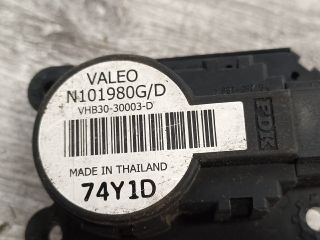 VALEO
N101980G/D
VHB30-30003-D
MADE IN THAILAND
74Y1D